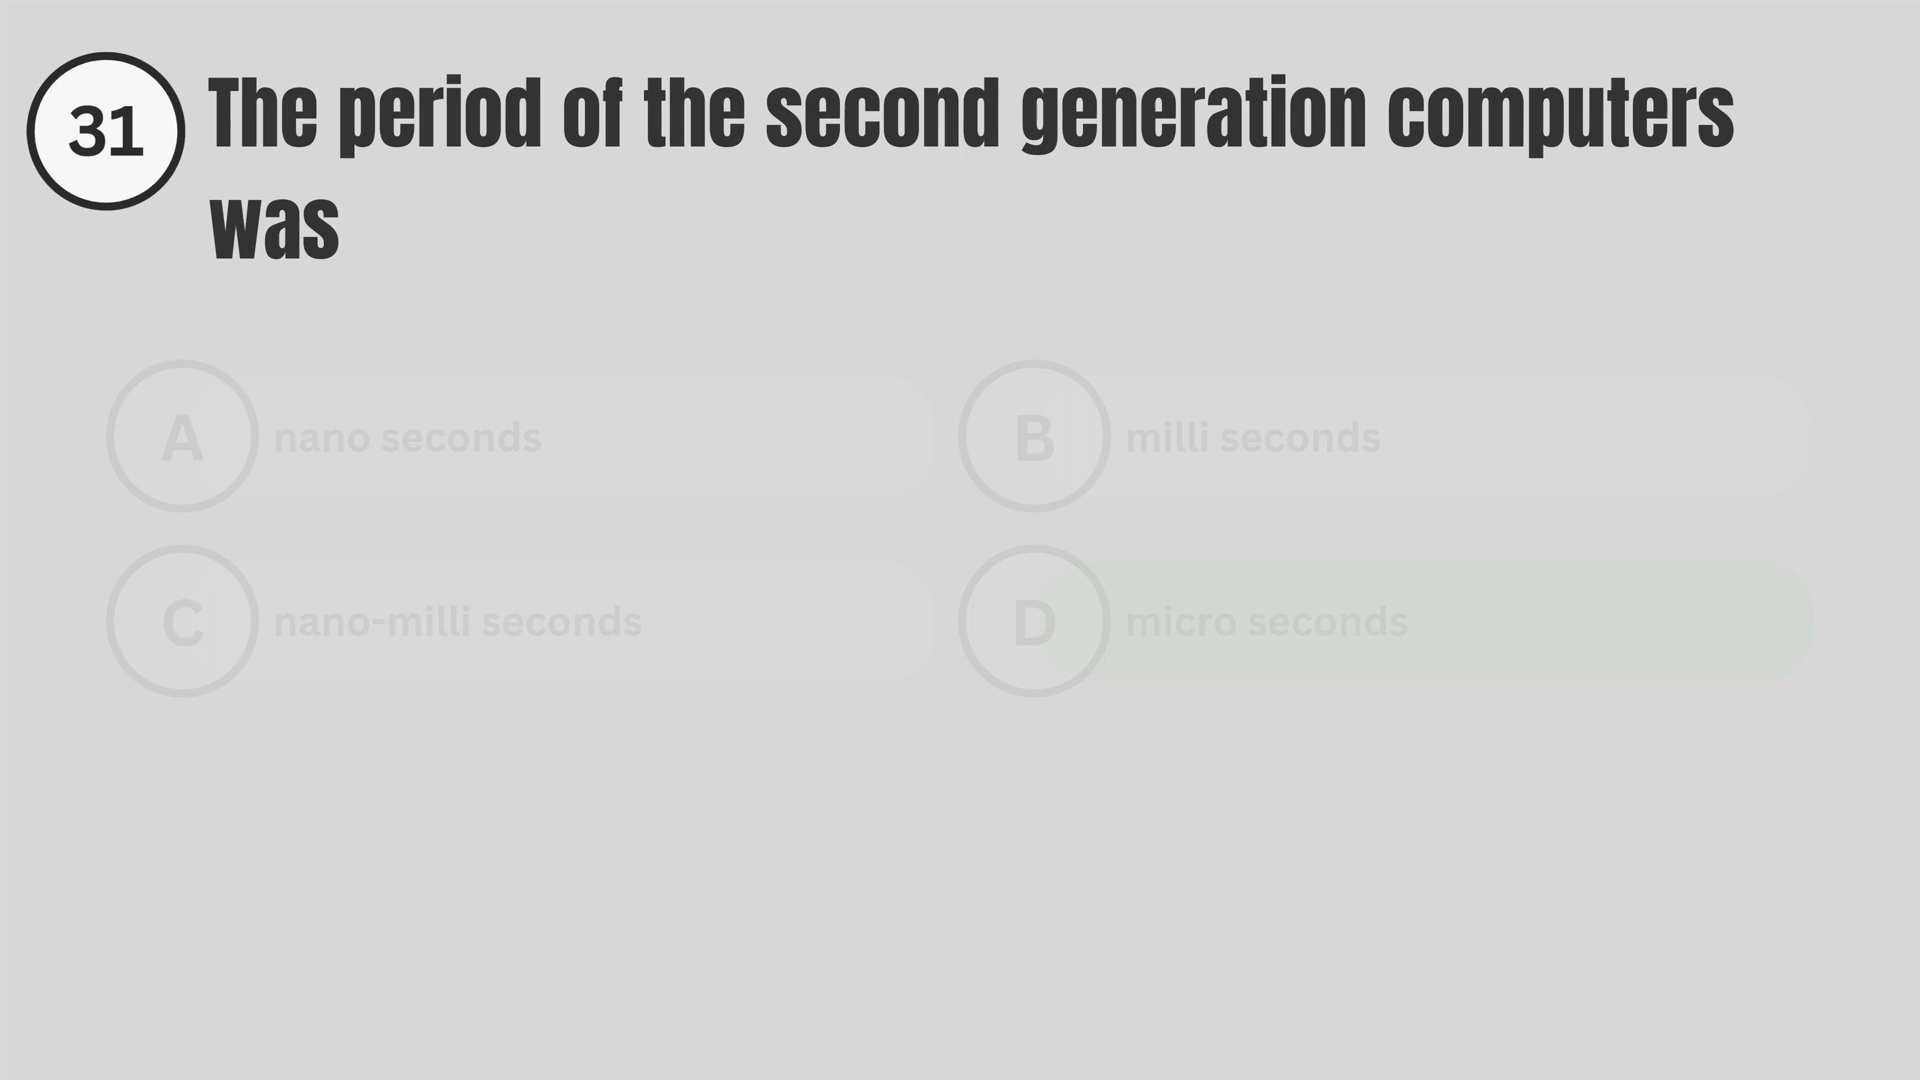 31
The period of the second generation computers
was
A nano seconds
B milli seconds
C nano-milli seconds
D micro seconds